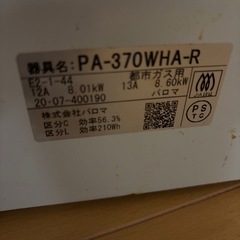 器具名: PA-370WHA-R
E2-1-44 都市ガス用
12A 8.01kW 13A 8.60kW
20·07-400190 パロマ
株式会社パロマ
区分C 効率56.3%
区分L 効率210Wh
PS
TG